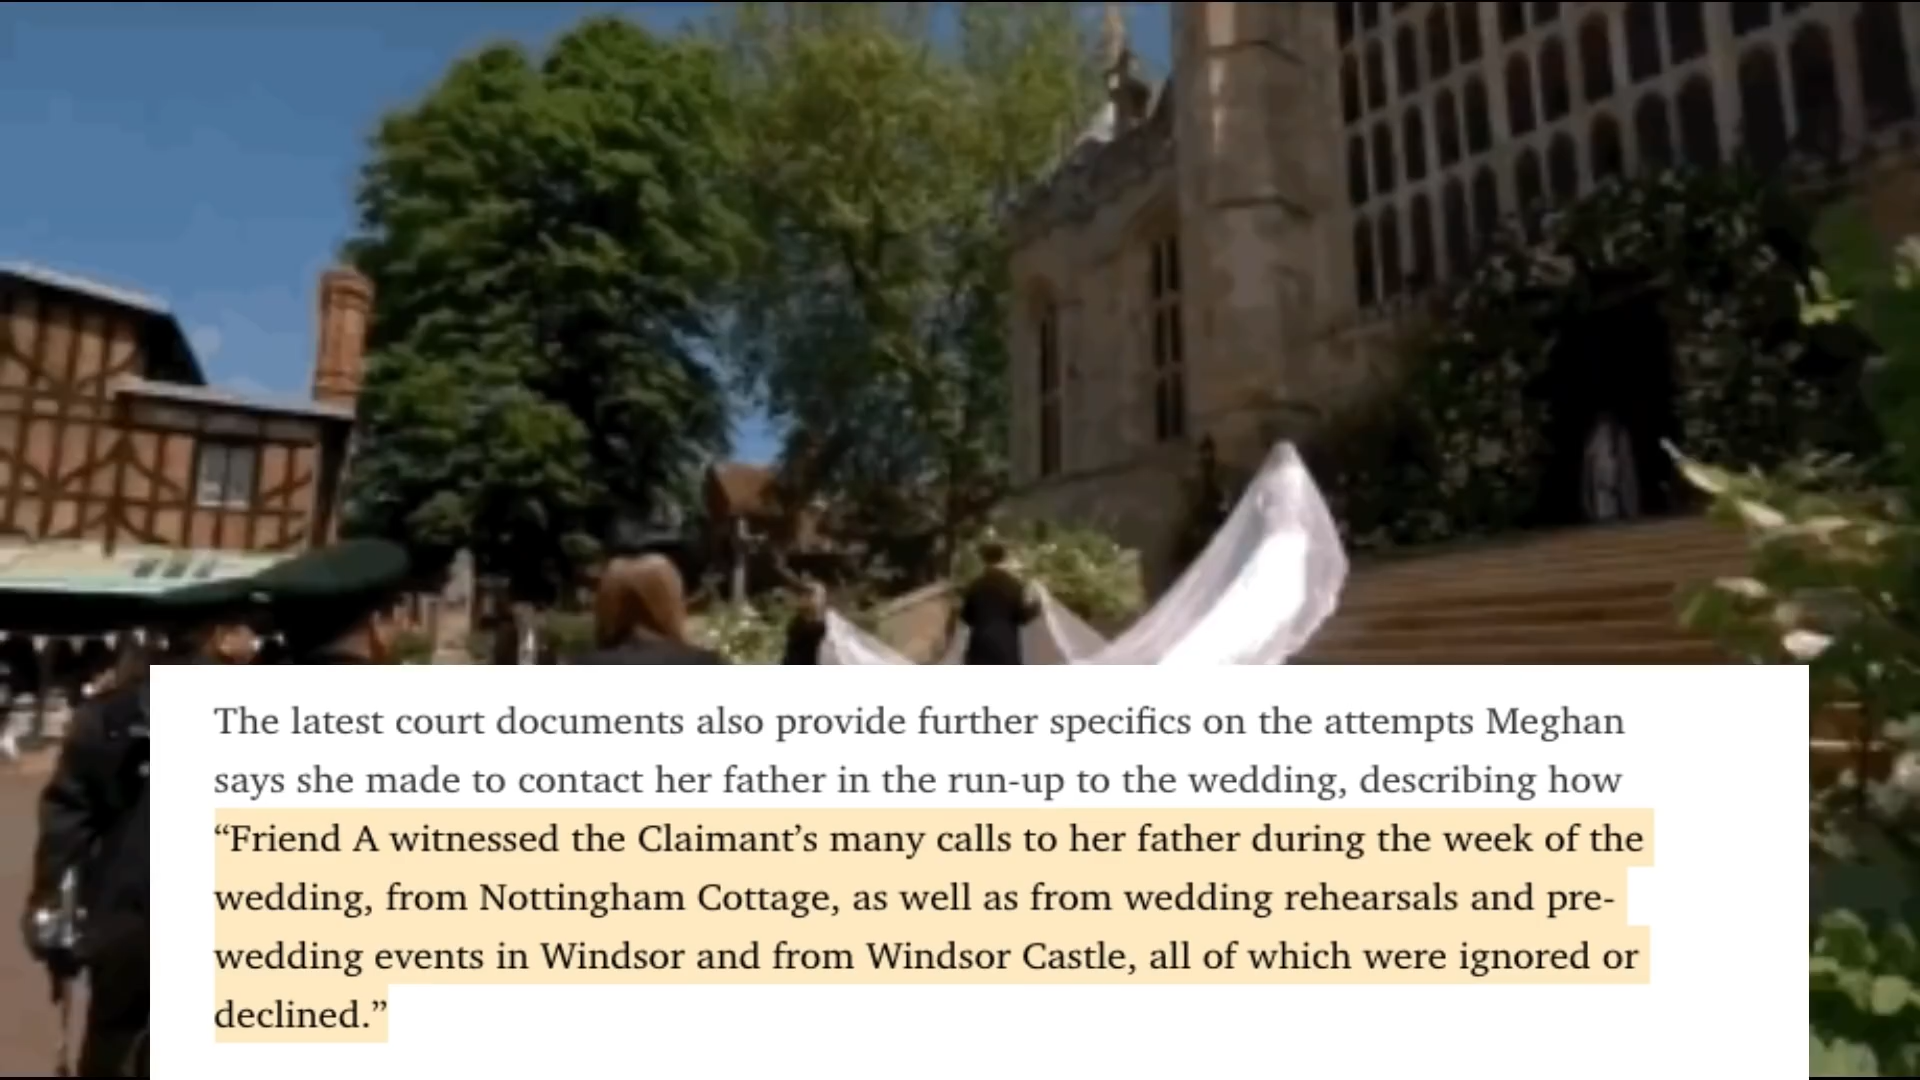 The latest court documents also provide further specifics on the attempts Meghan
says she made to contact her father in the run-up to the wedding, describing how
“Friend A witnessed the Claimant’s many calls to her father during the week of the
wedding, from Nottingham Cottage, as well as from wedding rehearsals and pre-
wedding events in Windsor and from Windsor Castle, all of which were ignored or
declined.”